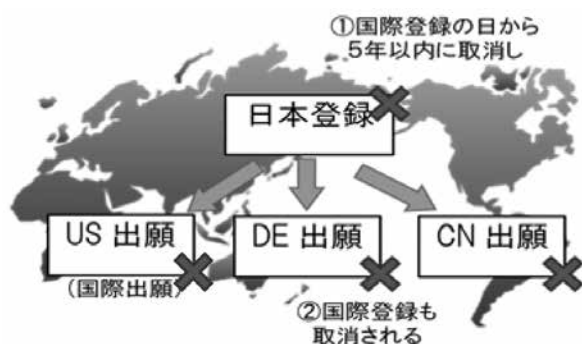 ①国際登録の日から
5年以内に取消し
日本登録
US 出願
DE 出願
CN 出願
(国際出願)
②国際登録も
取消される